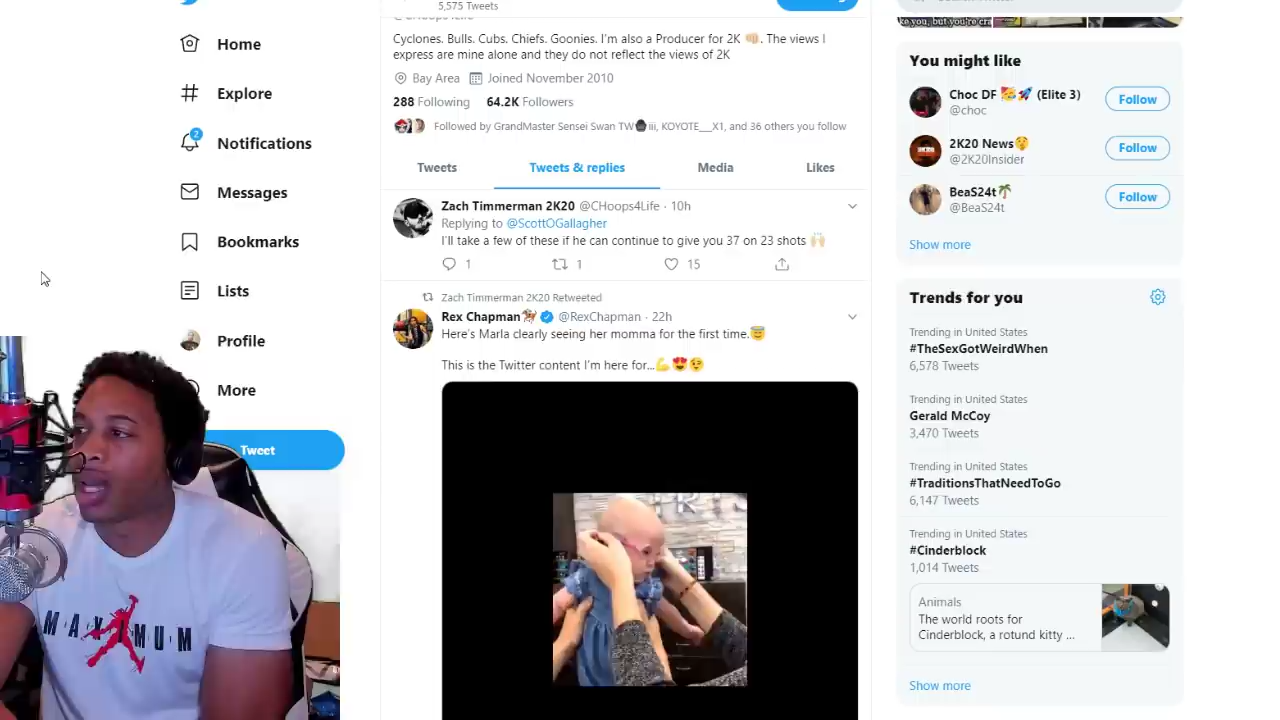 5,575 Tweets
Cyclones. Bulls. Cubs. Chiefs. Goonies. I'm also a Producer for 2K 👊🏼. The views I
express are mine alone and they do not reflect the views of 2K
Bay Area Joined November 2010
288 Following 64.2K Followers
Followed by GrandMaster Sensei Swan TW iii, KOYOTE___X1, and 36 others you follow
Tweets Tweets & replies Media Likes
Zach Timmerman 2K20 @CHoops4Life · 10h
Replying to @ScottOGallagher
I'll take a few of these if he can continue to give you 37 on 23 shots 🙌🏻
1 1 15
Zach Timmerman 2K20 Retweeted
Rex Chapman🏇🏼 @RexChapman · 22h
Here's Marla clearly seeing her momma for the first time.😇
This is the Twitter content I'm here for...💪😍😉
Home
Explore
2
Notifications
Messages
Bookmarks
Lists
Profile
More
Tweet
MAXIMUM
ke you, but you're cra
You might like
Choc DF 🥰🚀 (Elite 3)
@choc
Follow
2K20 News🤫
@2K20Insider
Follow
BeaS24t🌴
@BeaS24t
Follow
Show more
Trends for you
Trending in United States
#TheSexGotWeirdWhen
6,578 Tweets
Trending in United States
Gerald McCoy
3,470 Tweets
Trending in United States
#TraditionsThatNeedToGo
6,147 Tweets
Trending in United States
#Cinderblock
1,014 Tweets
Animals
The world roots for
Cinderblock, a rotund kitty ...
Show more